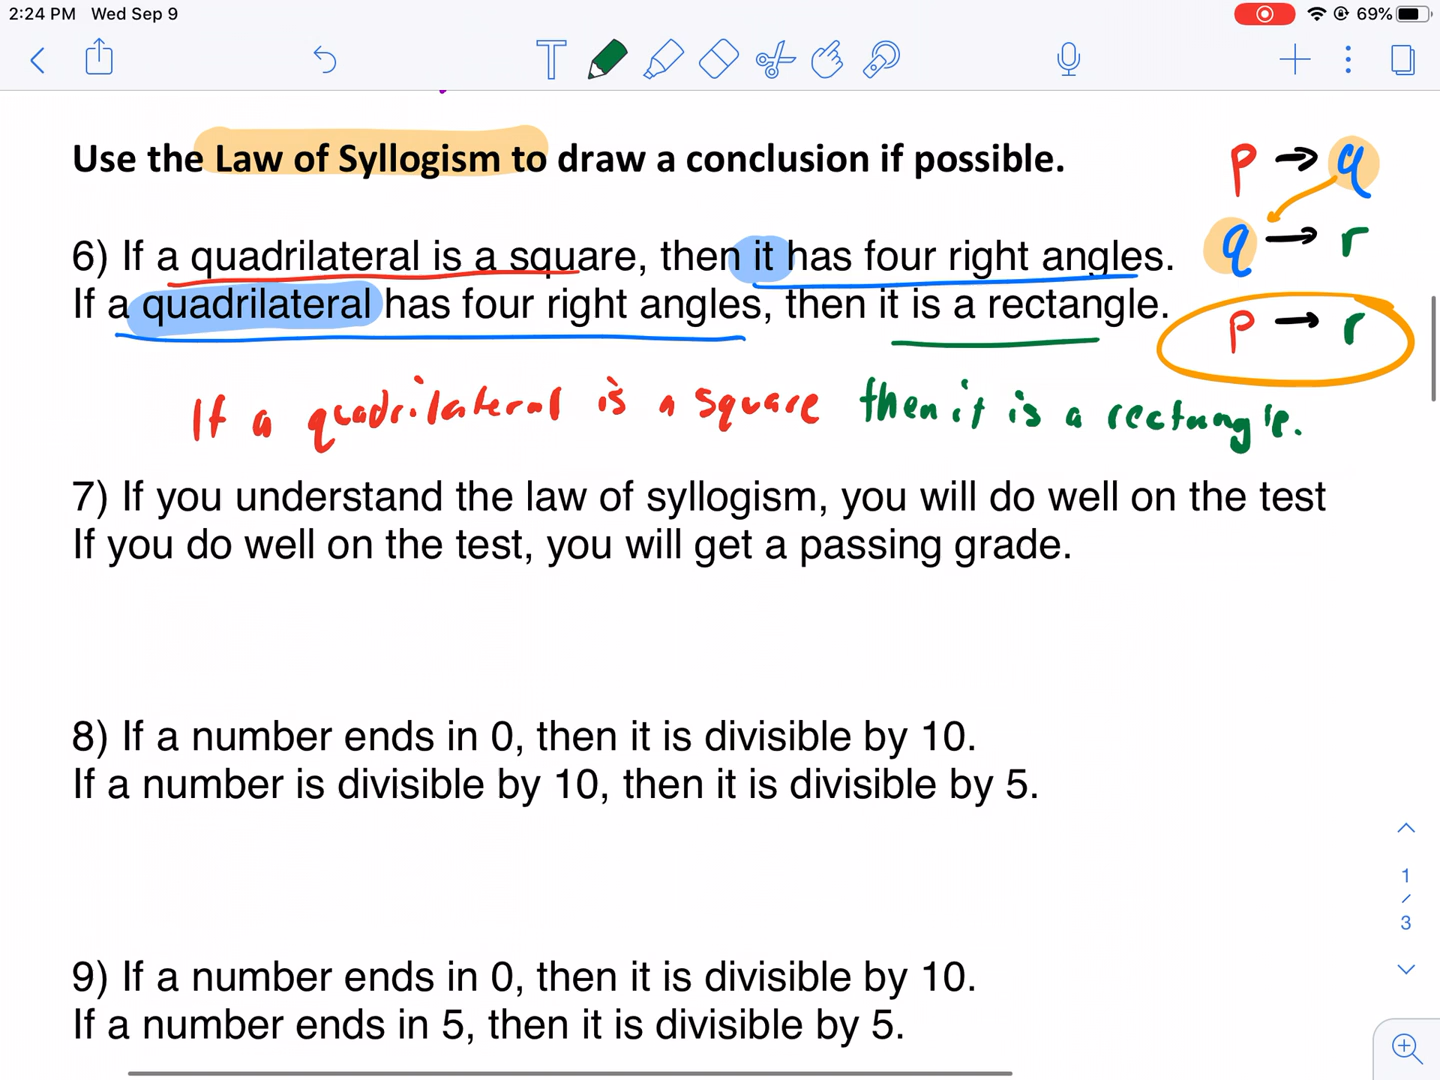 2:24 PM Wed Sep 9
69%
T
Use the Law of Syllogism to draw a conclusion if possible.
p → q
q → r
p → r
6) If a quadrilateral is a square, then it has four right angles.
If a quadrilateral has four right angles, then it is a rectangle.
If a quadrilateral is a square then it is a rectangle.
7) If you understand the law of syllogism, you will do well on the test
If you do well on the test, you will get a passing grade.
8) If a number ends in 0, then it is divisible by 10.
If a number is divisible by 10, then it is divisible by 5.
9) If a number ends in 0, then it is divisible by 10.
If a number ends in 5, then it is divisible by 5.
1
/
3